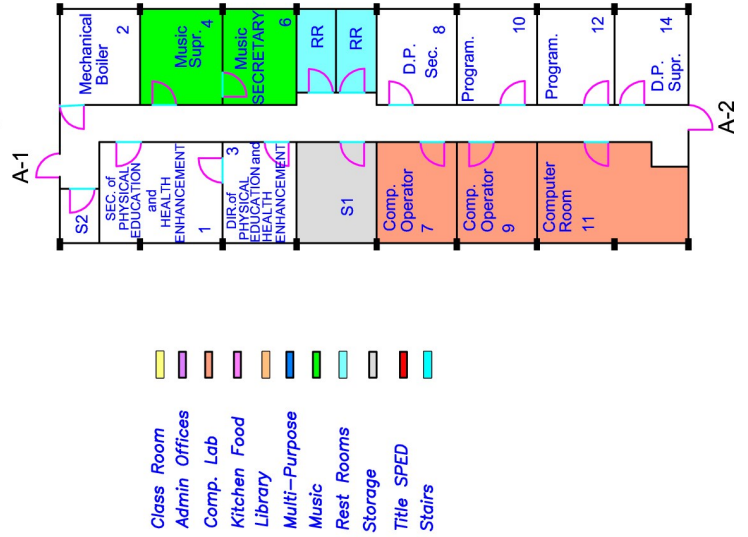 A-1
Mechanical
Boiler
2
Music
Supr.
4
Music
SECRETARY
6
RR
RR
D.P.
Sec.
8
Program.
10
Program.
12
D.P.
Supr.
14
S2
SEC. of
PHYSICAL
EDUCATION
and
HEALTH
ENHANCEMENT
1
3
DIR.of
PHYSICAL
EDUCATION and
HEALTH
ENHANCEMENT
S1
Comp.
Operator
7
Comp.
Operator
9
Computer
Room
11
A-2
Class Room
Admin Offices
Comp. Lab
Kitchen Food
Library
Multi-Purpose
Music
Rest Rooms
Storage
Title SPED
Stairs